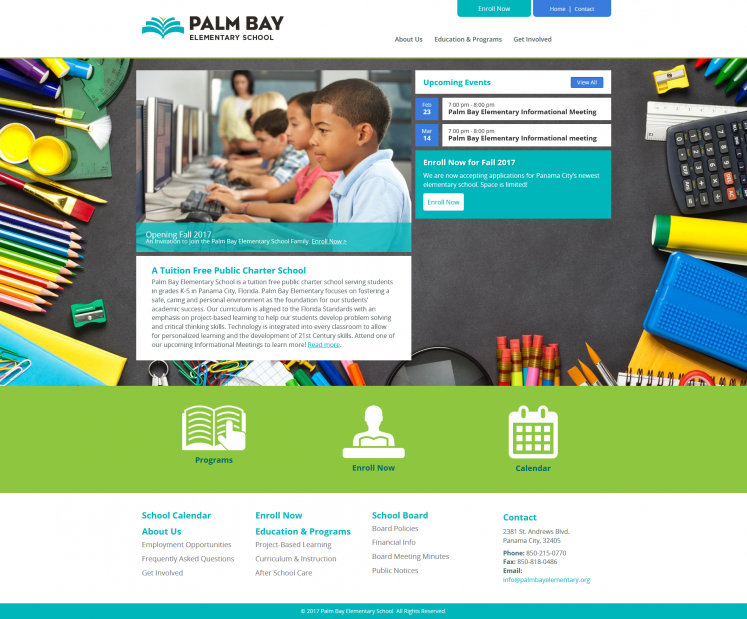 Enroll Now
Home | Contact
PALM BAY
ELEMENTARY SCHOOL
About Us
Education & Programs
Get Involved
Opening Fall 2017
An Invitation to Join the Palm Bay Elementary School Family. Enroll Now >
Upcoming Events
View All
Feb
23
7:00 pm - 8:00 pm
Palm Bay Elementary Informational Meeting
Mar
14
7:00 pm - 8:00 pm
Palm Bay Elementary Informational meeting
Enroll Now for Fall 2017
We are now accepting applications for Panama City's newest
elementary school. Space is limited!
Enroll Now
A Tuition Free Public Charter School
Palm Bay Elementary School is a tuition free public charter school serving students
in grades K-5 in Panama City, Florida. Palm Bay Elementary focuses on fostering a
safe, caring and personal environment as the foundation for our students'
academic success. Our curriculum is aligned to the Florida Standards with an
emphasis on project-based learning to help our students develop problem solving
and critical thinking skills. Technology is integrated into every classroom to allow
for personalized learning and the development of 21st Century skills. Attend one of
our upcoming Informational Meetings to learn more! Read more.
Programs
Enroll Now
Calendar
School Calendar
About Us
Employment Opportunities
Frequently Asked Questions
Get Involved
Enroll Now
Education & Programs
Project-Based Learning
Curriculum & Instruction
After School Care
School Board
Board Policies
Financial Info
Board Meeting Minutes
Public Notices
Contact
2381 St. Andrews Blvd.
Panama City, 32405
Phone: 850-215-0770
Fax: 850-818-0486
Email:
info@palmbayelementary.org
© 2017 Palm Bay Elementary School. All Rights Reserved.